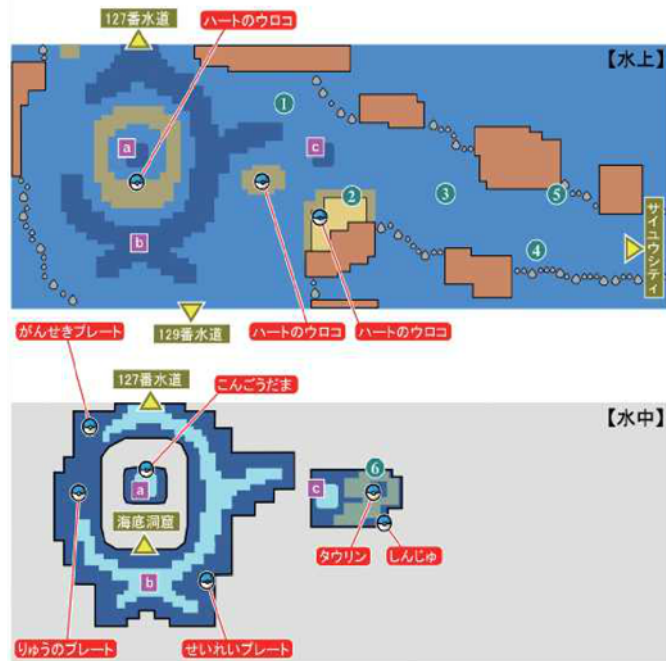 127番水道
ハートのウロコ
【水上】
1
a
c
2
3
5
b
4
サイユウシティ
がんせきプレート
129番水道
ハートのウロコ
ハートのウロコ
127番水道
こんごうだま
【水中】
6
a
c
海底洞窟
タウリン
しんじゅ
b
りゅうのプレート
せいれいプレート